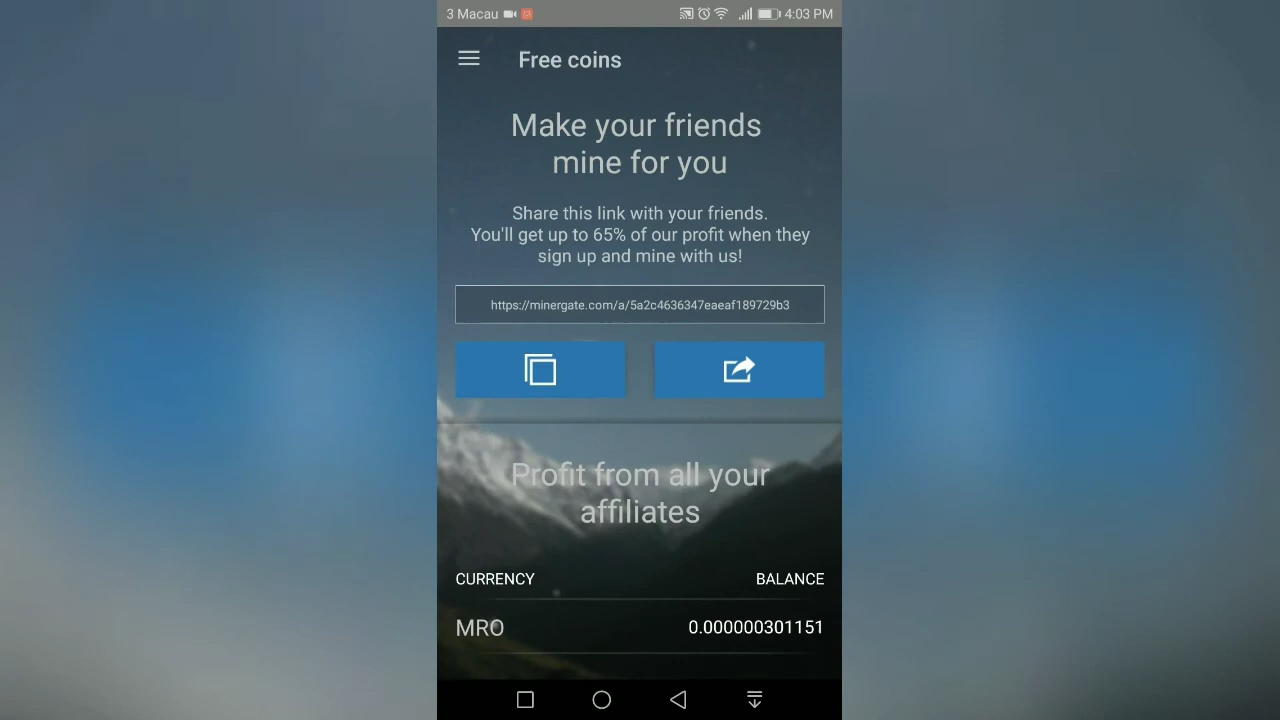 3 Macau
4:03 PM
Free coins
Make your friends
mine for you
Share this link with your friends.
You'll get up to 65% of our profit when they
sign up and mine with us!
https://minergate.com/a/5a2c4636347eaeaf189729b3
Profit from all your
affiliates
CURRENCY BALANCE
MRO 0.000000301151